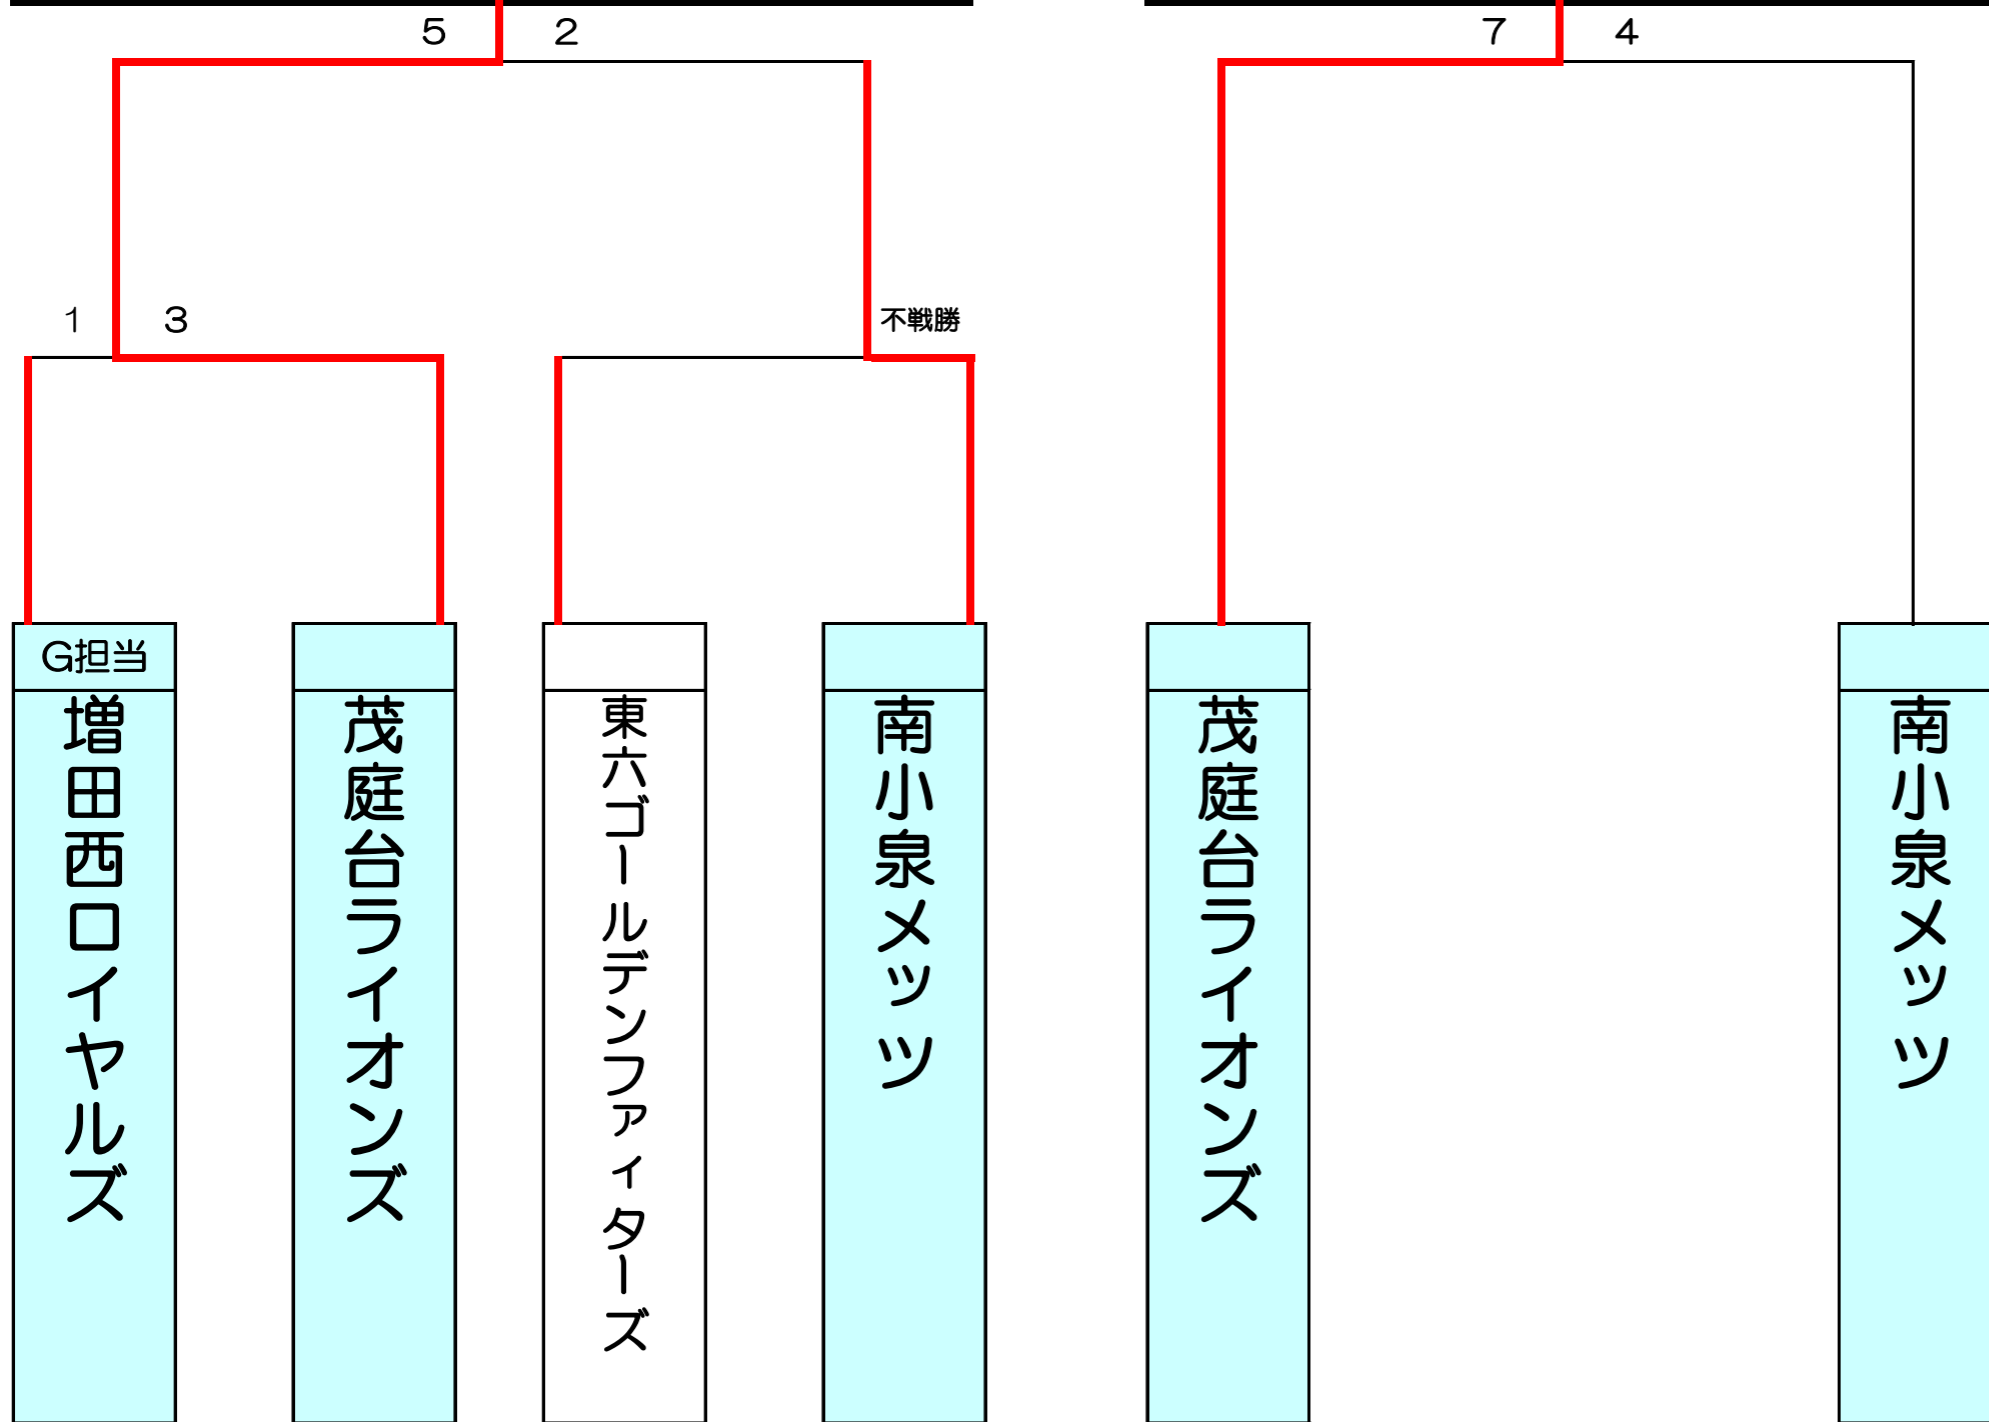 5 2
7 4
1 3
不戦勝
G担当
増田西ロイヤルズ
茂庭台ライオンズ
東六ゴールデンファイターズ
南小泉メッツ
茂庭台ライオンズ
南小泉メッツ